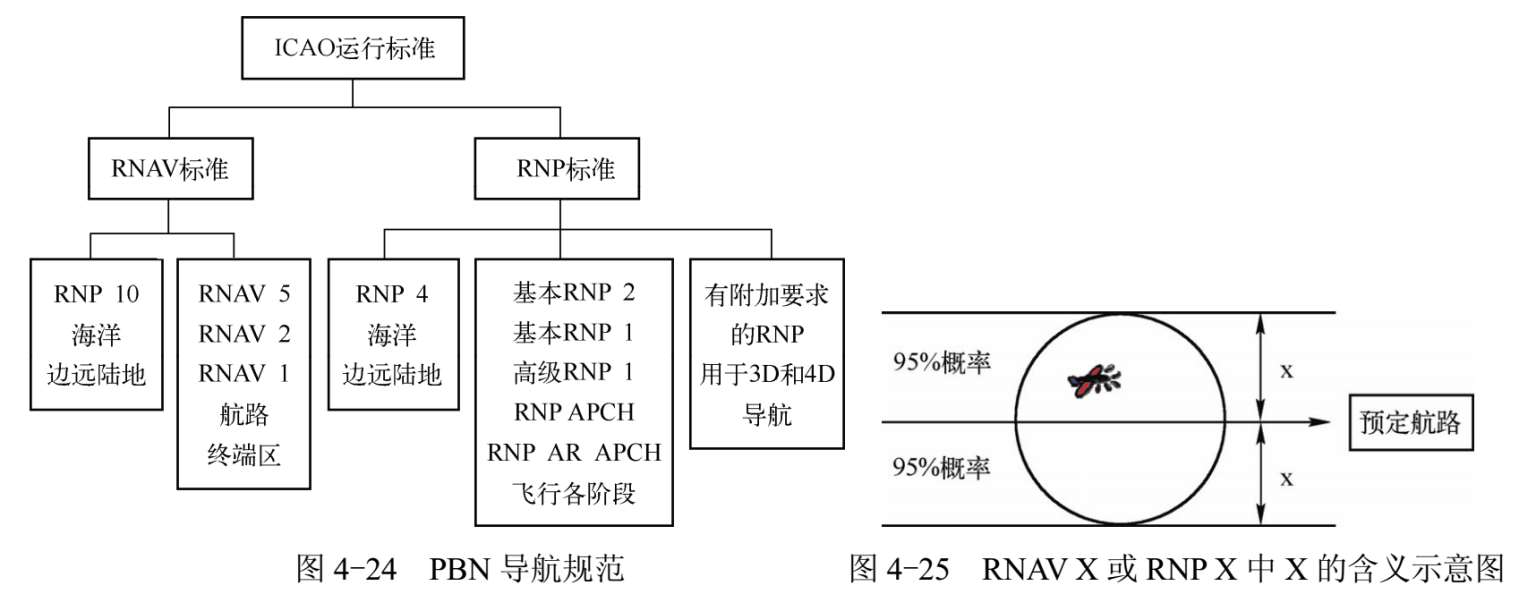 ICAO运行标准
RNAV标准
RNP标准
RNP 10
海洋
边远陆地
RNAV 5
RNAV 2
RNAV 1
航路
终端区
RNP 4
海洋
边远陆地
基本RNP 2
基本RNP 1
高级RNP 1
RNP APCH
RNP AR APCH
飞行各阶段
有附加要求
的RNP
用于3D和4D
导航
图 4-24 PBN 导航规范
95%概率
x
预定航路
95%概率
x
图 4-25 RNAV X 或 RNP X 中 X 的含义示意图